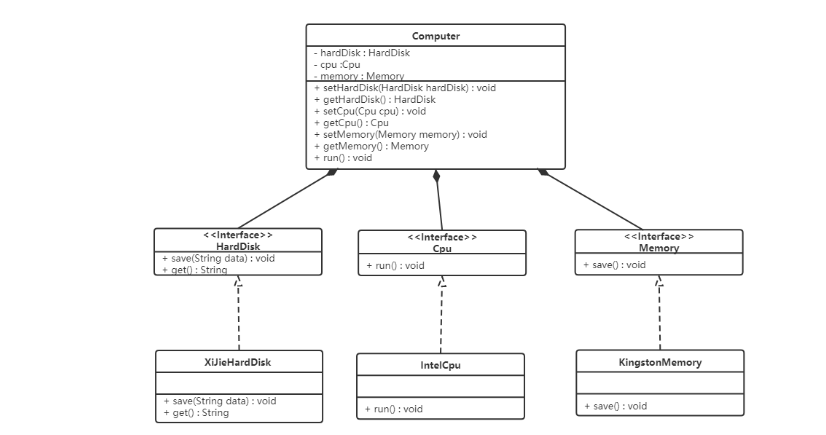 Computer
- hardDisk : HardDisk
- cpu :Cpu
- memory : Memory
+ setHardDisk(HardDisk hardDisk) : void
+ getHardDisk() : HardDisk
+ setCpu(Cpu cpu) : void
+ getCpu() : Cpu
+ setMemory(Memory memory) : void
+ getMemory() : Memory
+ run() : void
<<Interface>>
HardDisk
+ save(String data) : void
+ get() : String
<<Interface>>
Cpu
+ run() : void
<<Interface>>
Memory
+ save() : void
XiJieHardDisk
+ save(String data) : void
+ get() : String
IntelCpu
+ run() : void
KingstonMemory
+ save() : void